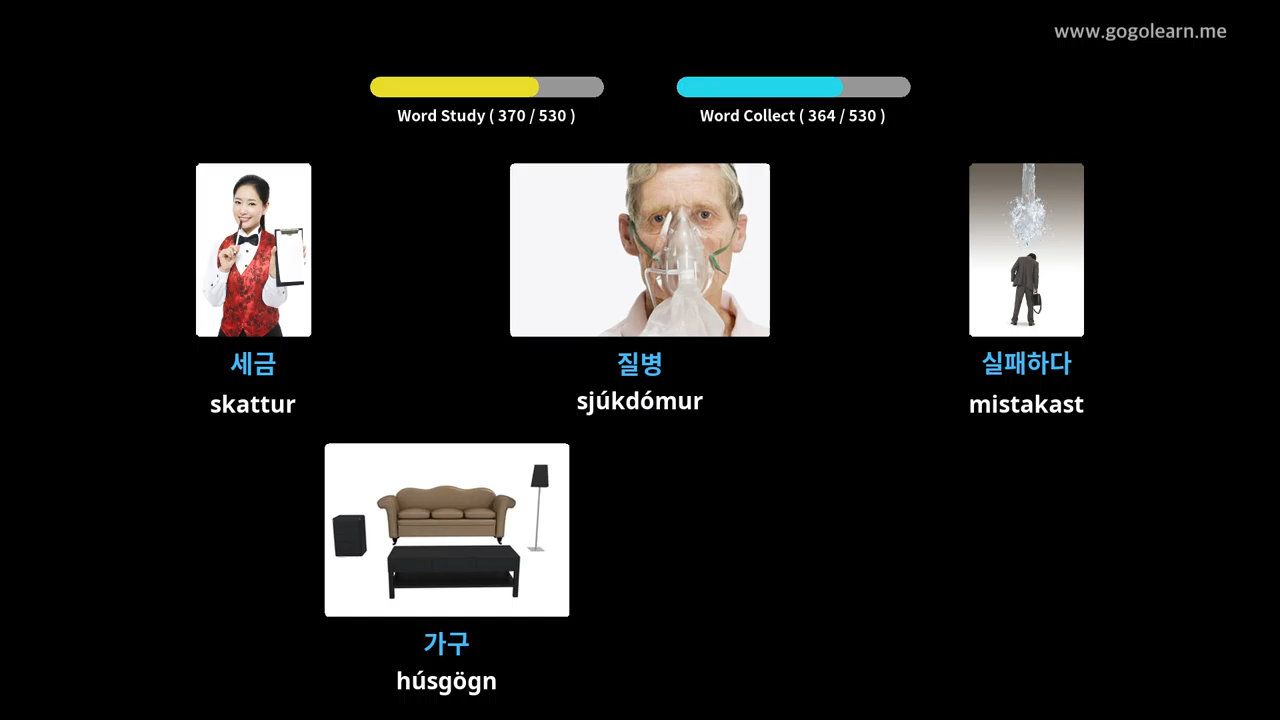 www.gogolearn.me
Word Study ( 370 / 530 )
Word Collect ( 364 / 530 )
세금
skattur
질병
sjúkdómur
실패하다
mistakast
가구
húsgögn